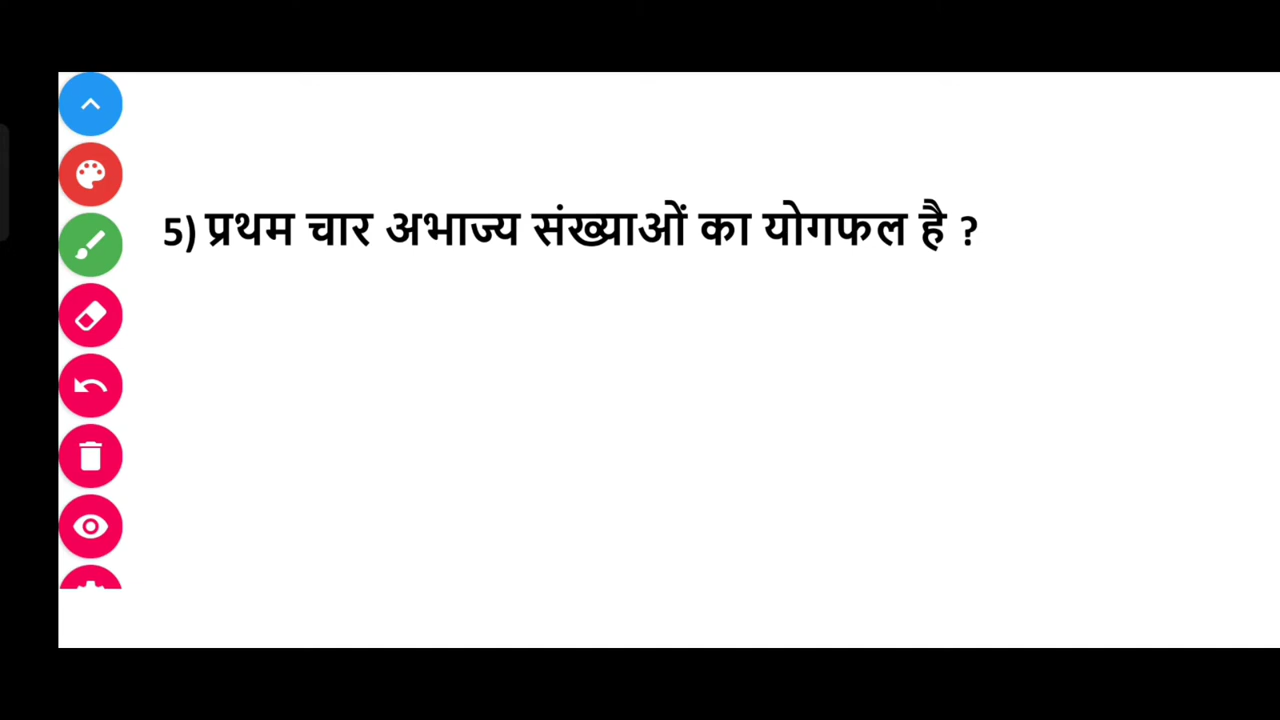 5) प्रथम चार अभाज्य संख्याओं का योगफल है ?